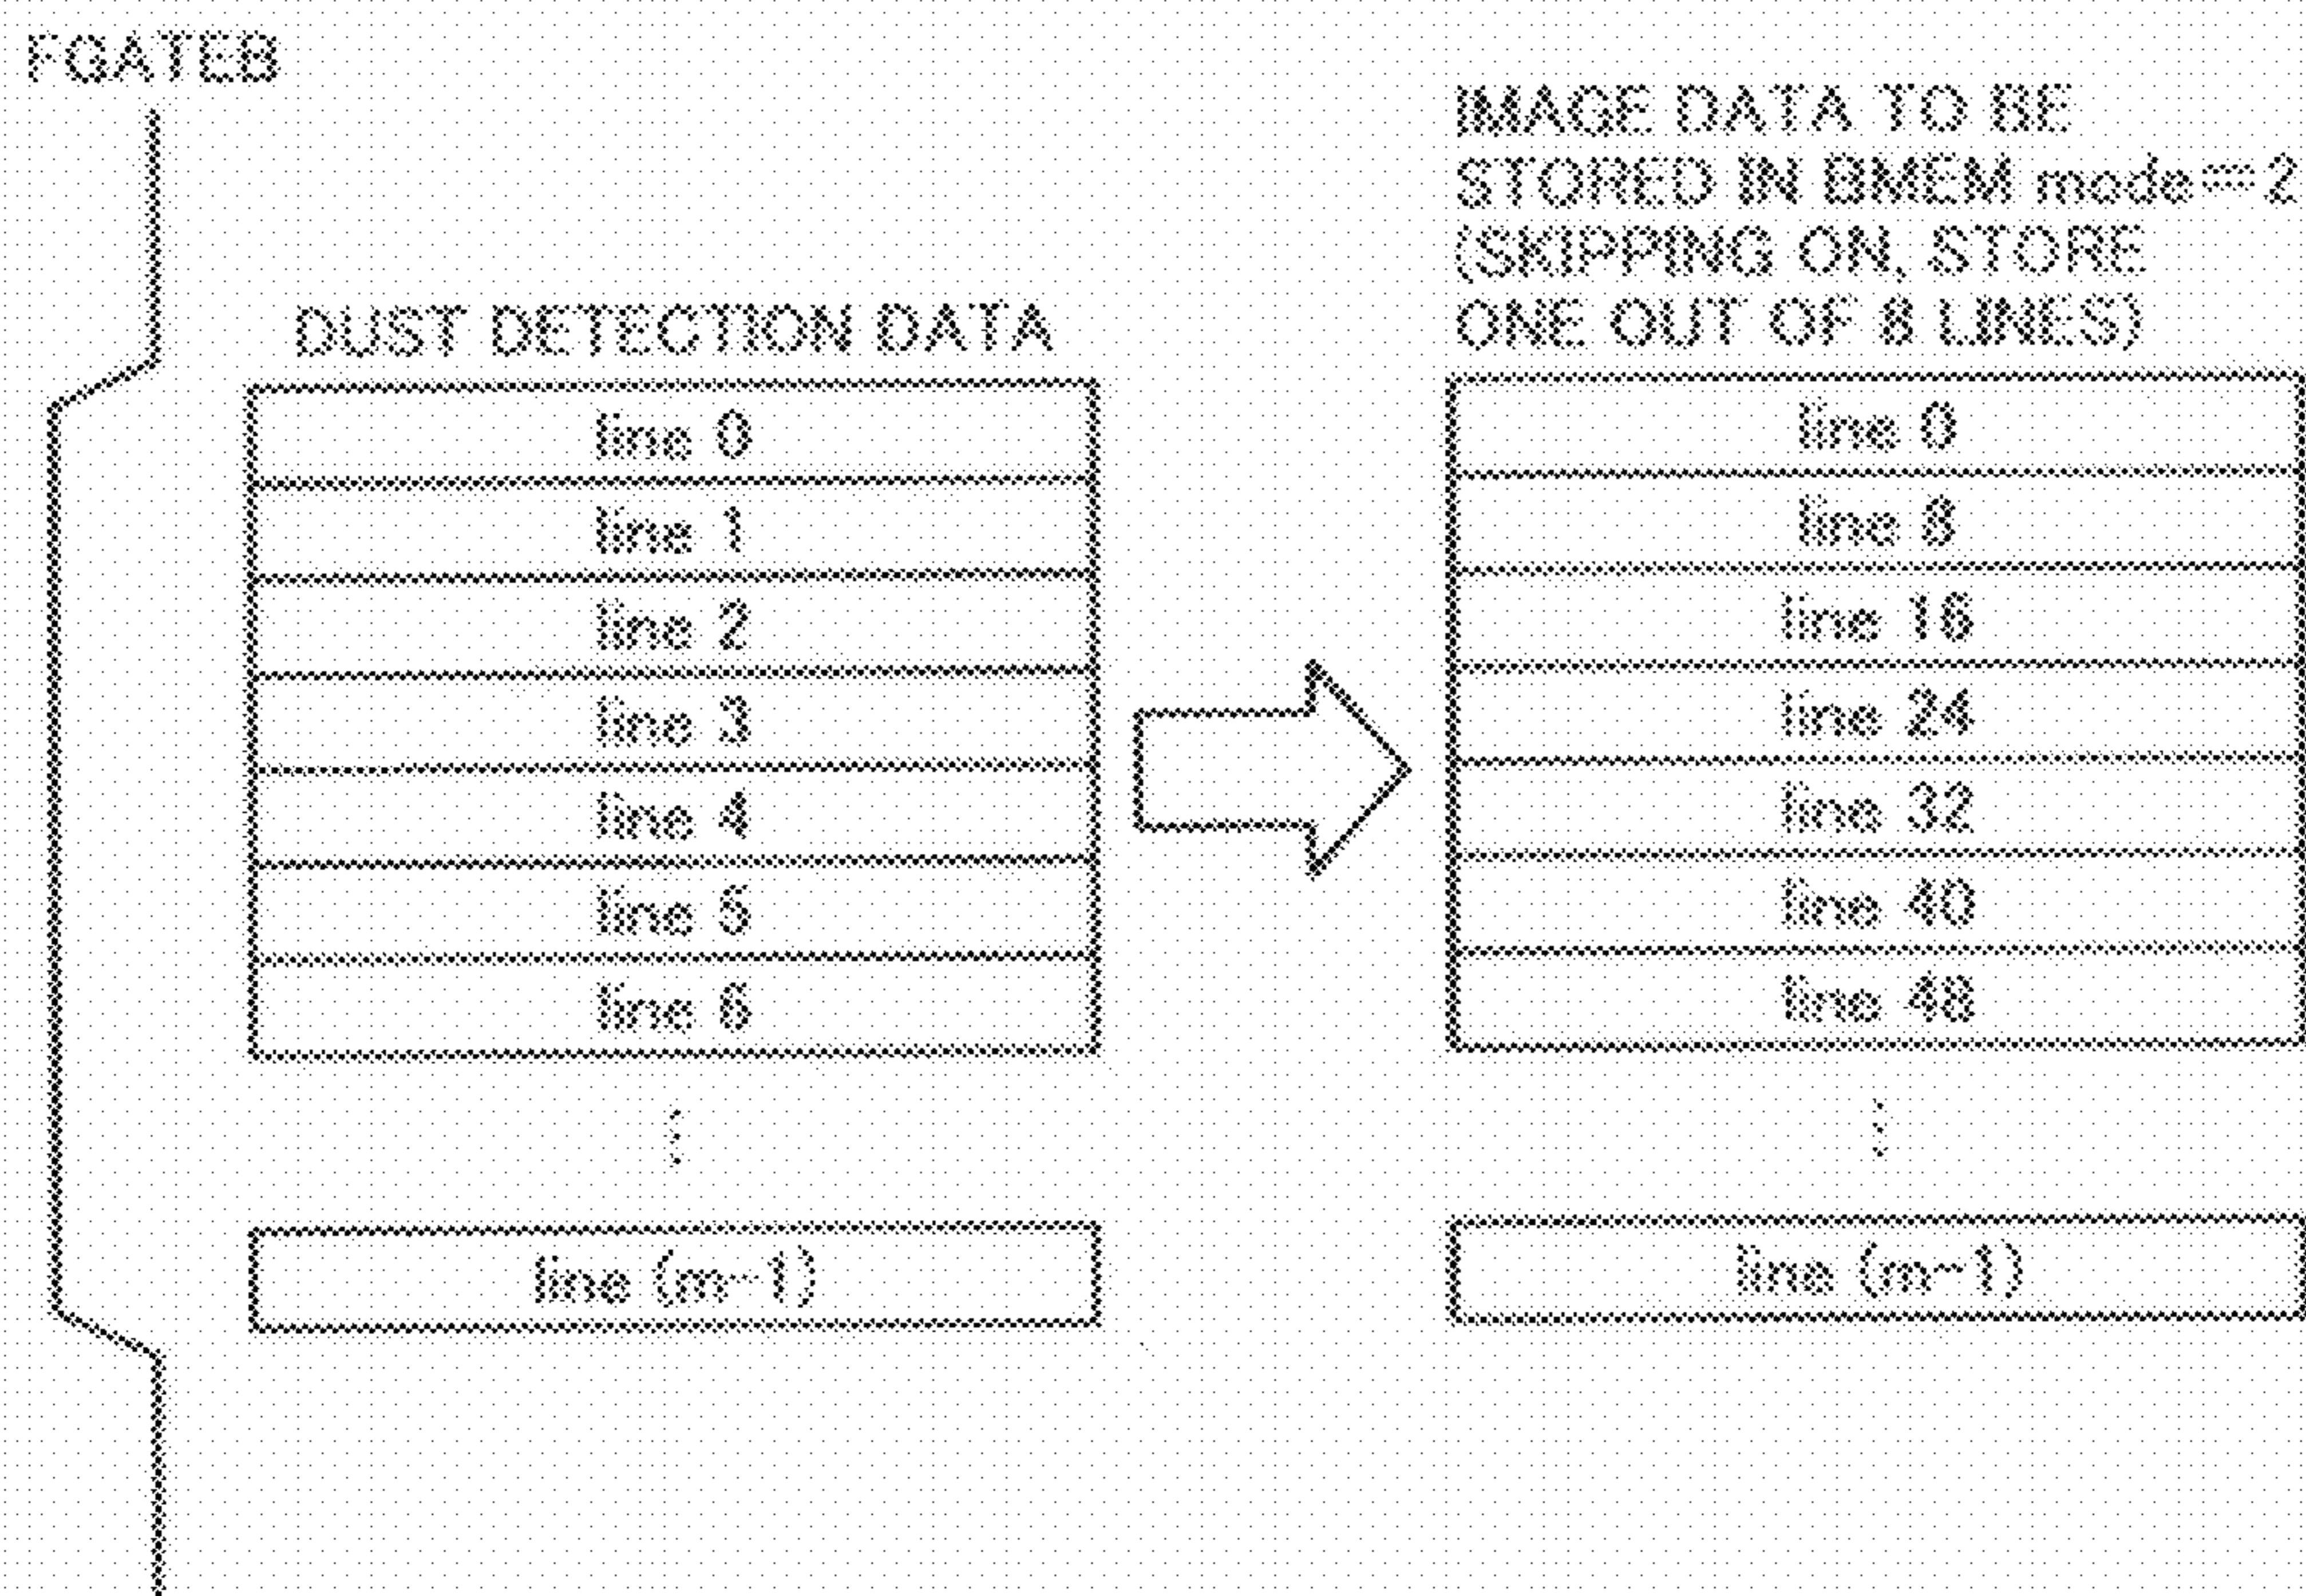 FGATEB
DUST DETECTION DATA
line 0
line 1
line 2
line 3
line 4
line 5
line 6
⋮
line (m-1)
IMAGE DATA TO BE
STORED IN BMEM mode=2
(SKIPPING ON, STORE
ONE OUT OF 8 LINES)
line 0
line 8
line 16
line 24
line 32
line 40
line 48
⋮
line (m-1)